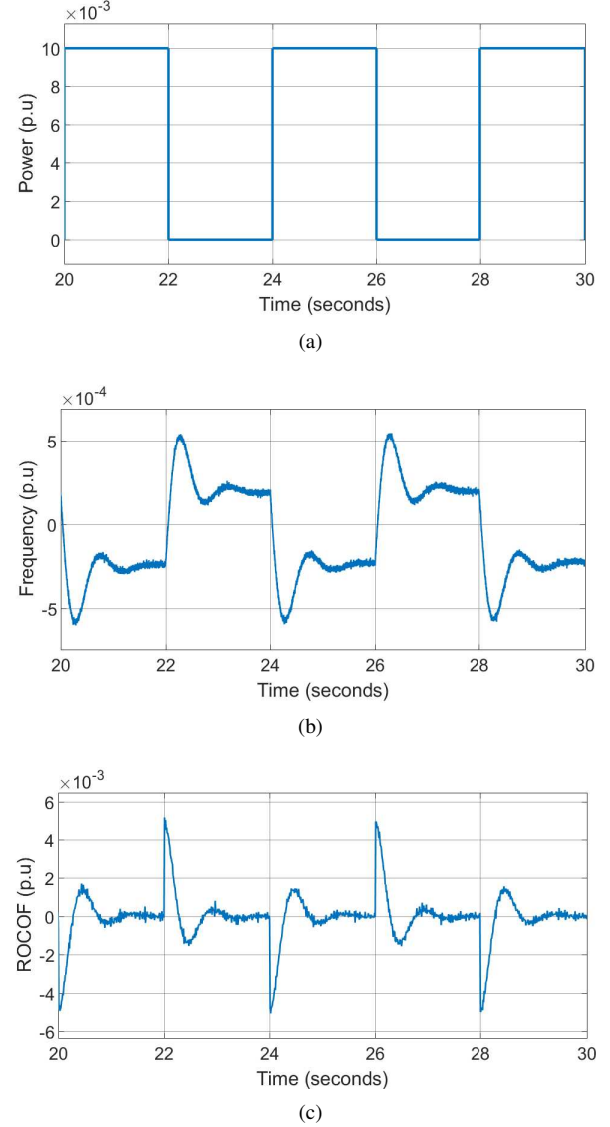 ×10⁻³
10
8
6
4
2
0
Power (p.u)
20 22 24 26 28 30
Time (seconds)
(a)
×10⁻⁴
5
0
-5
Frequency (p.u)
20 22 24 26 28 30
Time (seconds)
(b)
×10⁻³
6
4
2
0
-2
-4
-6
ROCOF (p.u)
20 22 24 26 28 30
Time (seconds)
(c)